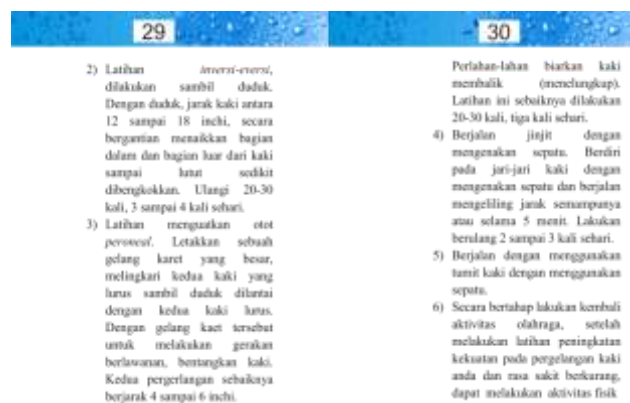 29
2) Latihan inversi-eversi,
dilakukan sambil duduk.
Dengan duduk, jarak kaki antara
12 sampai 18 inchi, secara
bergantian menaikkan bagian
dalam dan bagian luar dari kaki
sampai lutut sedikit
dibengkokkan. Ulangi 20-30
kali, 3 sampai 4 kali sehari.
3) Latihan menguatkan otot
peroneal. Letakkan sebuah
gelang karet yang besar,
melingkari kedua kaki yang
lurus sambil duduk dilantai
dengan kedua kaki lurus.
Dengan gelang kaet tersebut
untuk melakukan gerakan
berlawanan, bentangkan kaki.
Kedua pergerlangan sebaiknya
berjarak 4 sampai 6 inchi.
30
Perlahan-lahan biarkan kaki
membalik (menelungkap).
Latihan ini sebaiknya dilakukan
20-30 kali, tiga kali sehari.
4) Berjalan jinjit dengan
mengenakan sepatu. Berdiri
pada jari-jari kaki dengan
mengenakan sepatu dan berjalan
mengeliling jarak semampunya
atau selama 5 menit. Lakukan
berulang 2 sampai 3 kali sehari.
5) Berjalan dengan menggunakan
tumit kaki dengan menggunakan
sepatu.
6) Secara bertahap lakukan kembali
aktivitas olahraga, setelah
melakukan latihan peningkatan
kekuatan pada pergelangan kaki
anda dan rasa sakit berkurang,
dapat melakukan aktivitas fisik